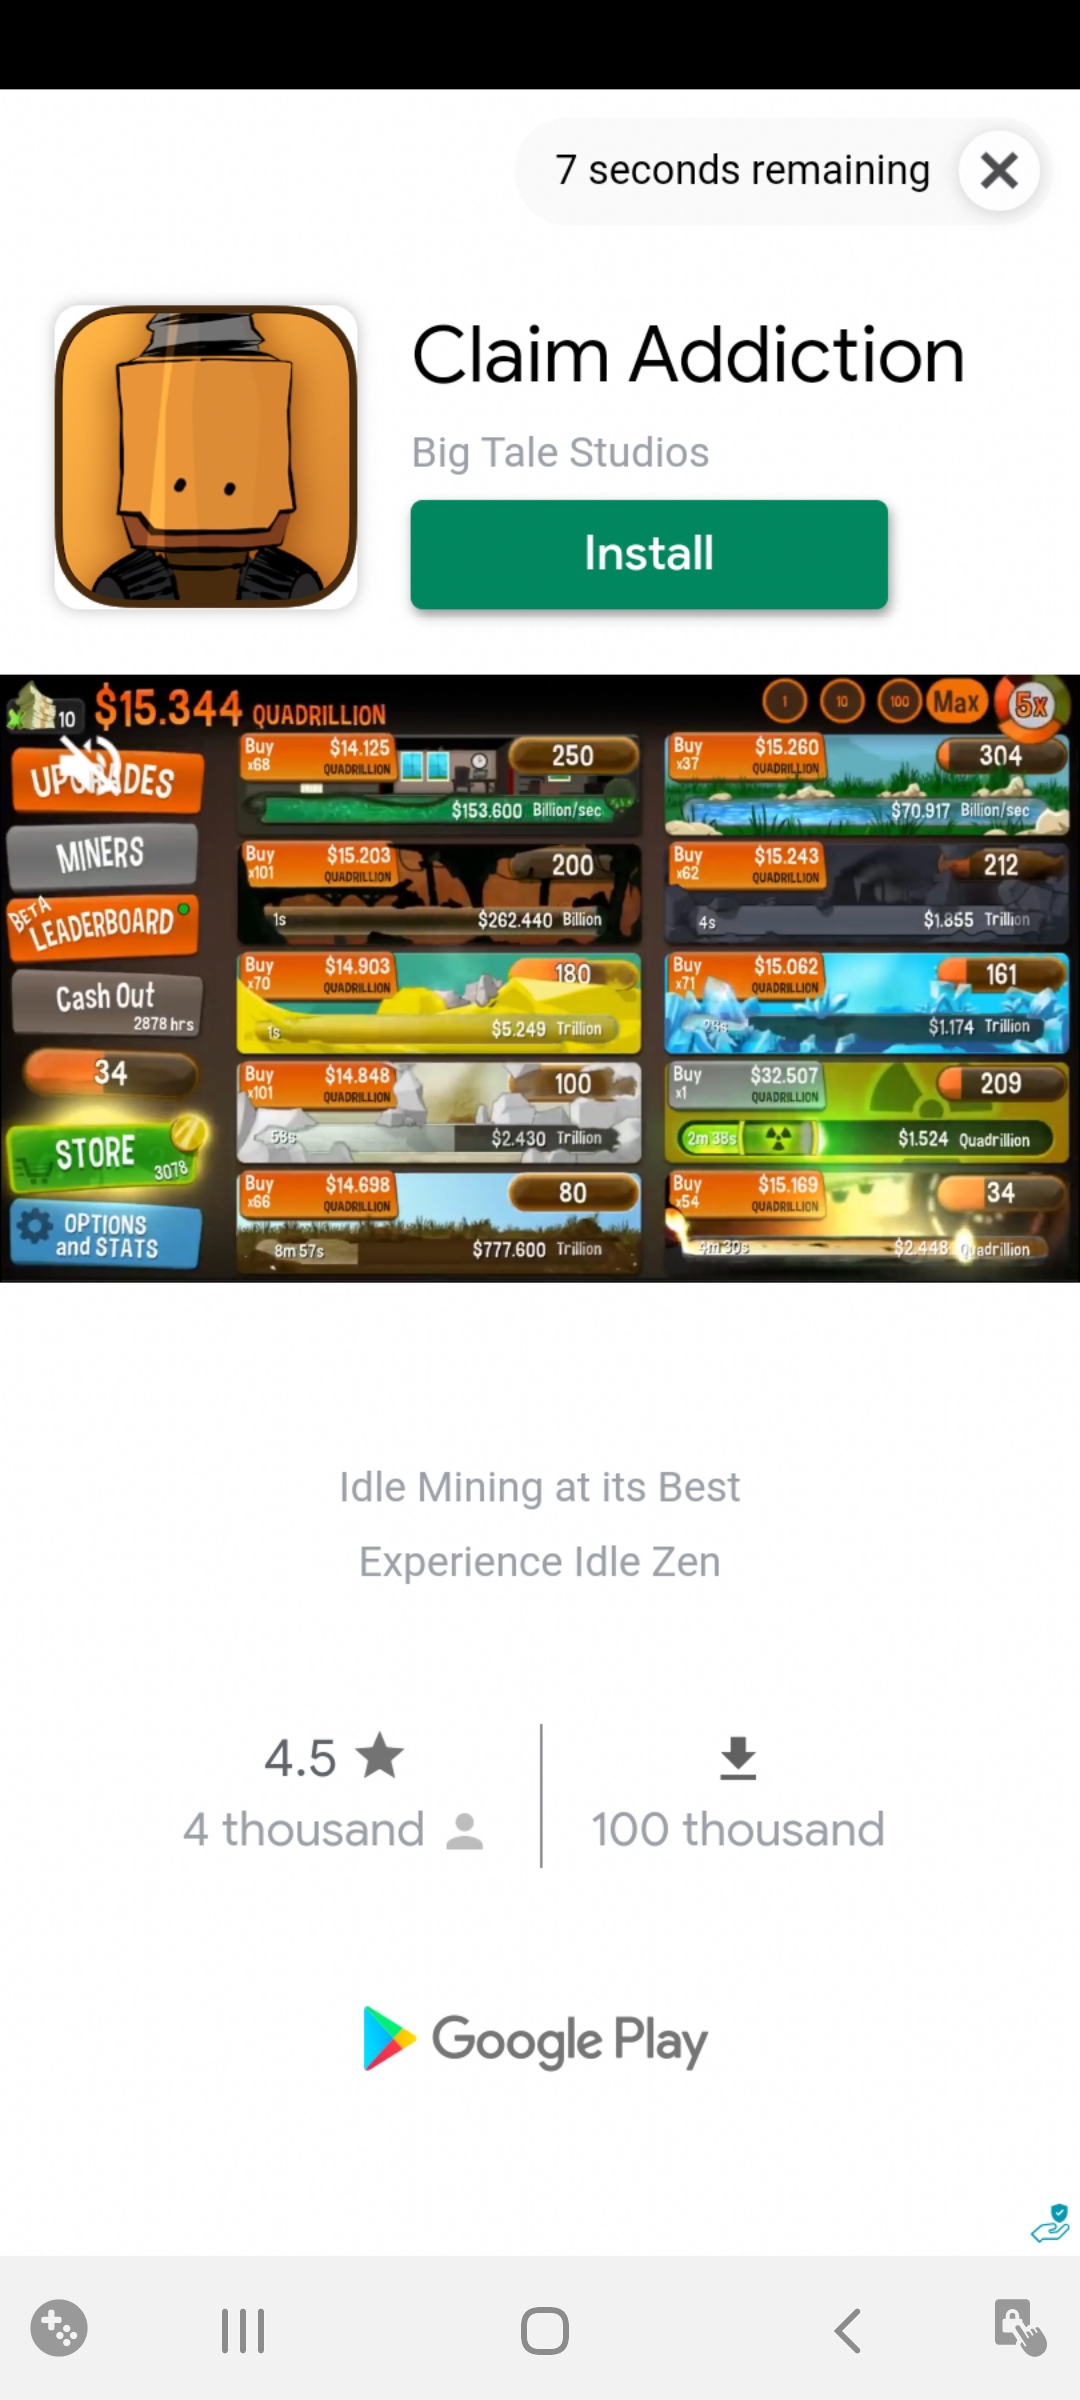 7 seconds remaining
Claim Addiction
Big Tale Studios
Install
10 $15.344 QUADRILLION
1 10 100 Max 5x
UPGRADES
MINERS
BETA LEADERBOARD
Cash Out
2878 hrs
34
STORE
3078
OPTIONS
and STATS
Buy x68 $14.125 QUADRILLION 250
$153.600 Billion/sec
Buy x37 $15.260 QUADRILLION 304
$70.917 Billion/sec
Buy x101 $15.203 QUADRILLION 200
1s $262.440 Billion
Buy x62 $15.243 QUADRILLION 212
4s $1.855 Trillion
Buy x70 $14.903 QUADRILLION 180
1s $5.249 Trillion
Buy x71 $15.062 QUADRILLION 161
$1.174 Trillion
Buy x101 $14.848 QUADRILLION 100
58s $2.430 Trillion
Buy x1 $32.507 QUADRILLION 209
2m 38s $1.524 Quadrillion
Buy x66 $14.698 QUADRILLION 80
8m 57s $777.600 Trillion
Buy x54 $15.169 QUADRILLION 34
4m 30s $2.448 Quadrillion
Idle Mining at its Best
Experience Idle Zen
4.5
4 thousand
100 thousand
Google Play